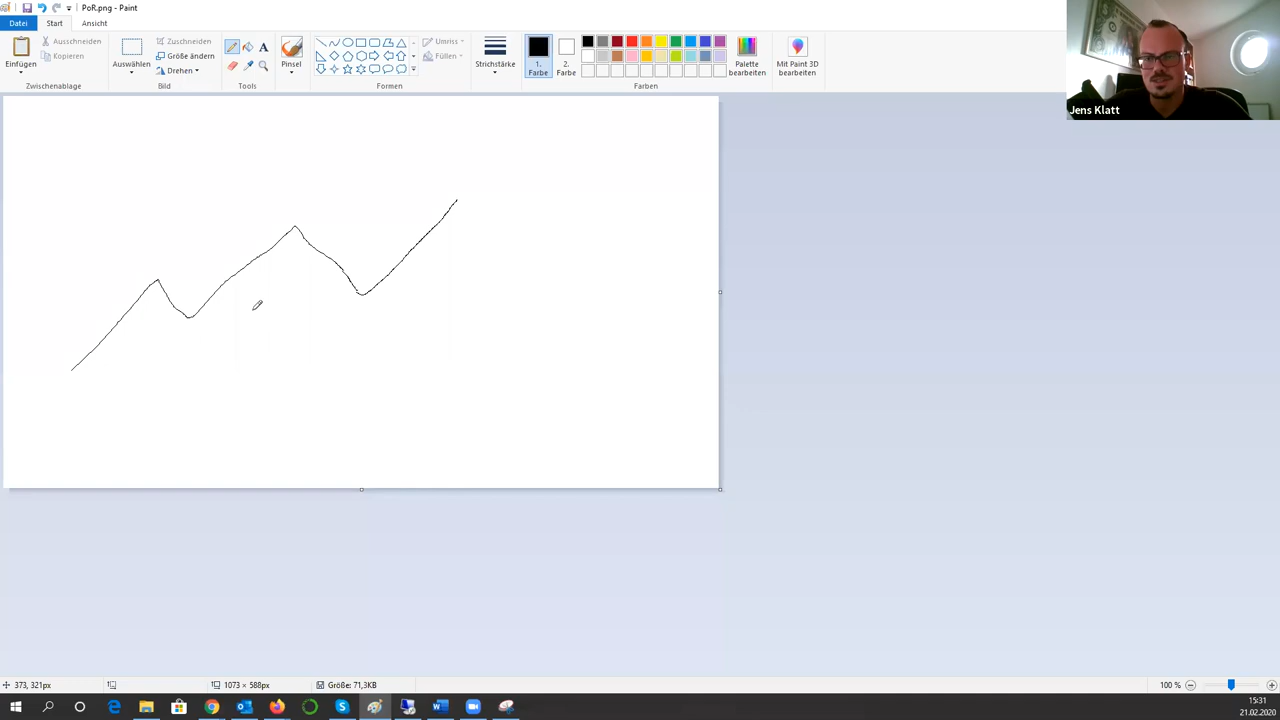 PoR.png - Paint
Datei Start Ansicht
Einfügen
Ausschneiden
Kopieren
Zwischenablage
Auswählen
Zuschneiden
Größe ändern
Drehen
Bild
Tools
Pinsel
Formen
Umriss
Füllen
Strichstärke
1. Farbe
2. Farbe
Farben
Palette bearbeiten
Mit Paint 3D bearbeiten
Jens Klatt
373, 321px
1073 × 588px
Größe: 71,3KB
100 %
15:31
21.02.2020